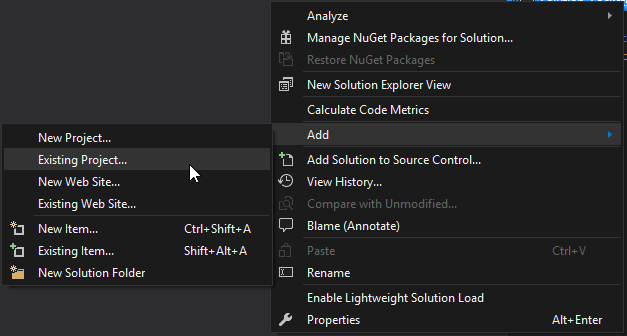 Analyze
Manage NuGet Packages for Solution...
Restore NuGet Packages
New Solution Explorer View
Calculate Code Metrics
Add
Add Solution to Source Control...
View History...
Compare with Unmodified...
Blame (Annotate)
Paste Ctrl+V
Rename
Enable Lightweight Solution Load
Properties Alt+Enter
New Project...
Existing Project...
New Web Site...
Existing Web Site...
New Item... Ctrl+Shift+A
Existing Item... Shift+Alt+A
New Solution Folder